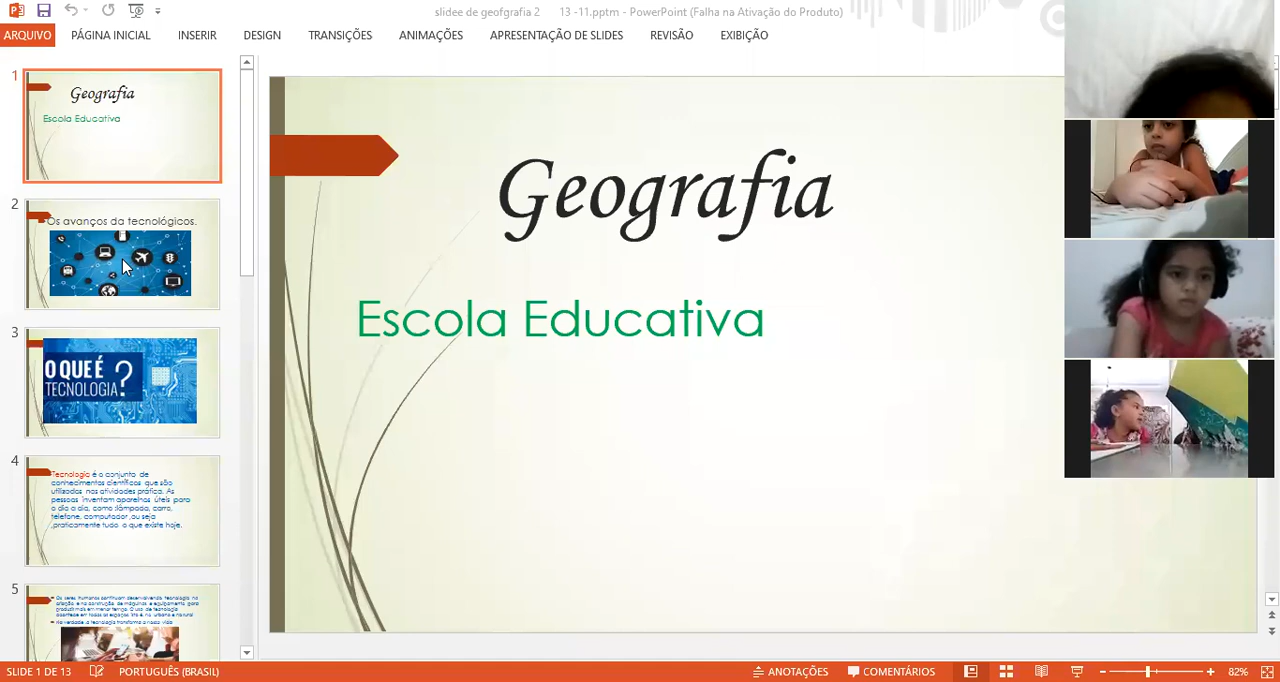 slidee de geofgrafia 2 13 -11.pptm - PowerPoint (Falha na Ativação do Produto)
ARQUIVO PÁGINA INICIAL INSERIR DESIGN TRANSIÇÕES ANIMAÇÕES APRESENTAÇÃO DE SLIDES REVISÃO EXIBIÇÃO
1
Geografia
Escola Educativa
2
Os avanços da tecnológicos.
3
O QUE É
TECNOLOGIA?
4
Tecnologia é o conjunto de
conhecimentos científicos que são
utilizados nas atividades prática. As
pessoas inventam aparelhos úteis para
o dia a dia, como :lâmpada, carro,
telefone, computador ,ou seja
,praticamente tudo o que existe hoje.
5
Geografia
Escola Educativa
SLIDE 1 DE 13 PORTUGUÊS (BRASIL) ANOTAÇÕES COMENTÁRIOS 82%